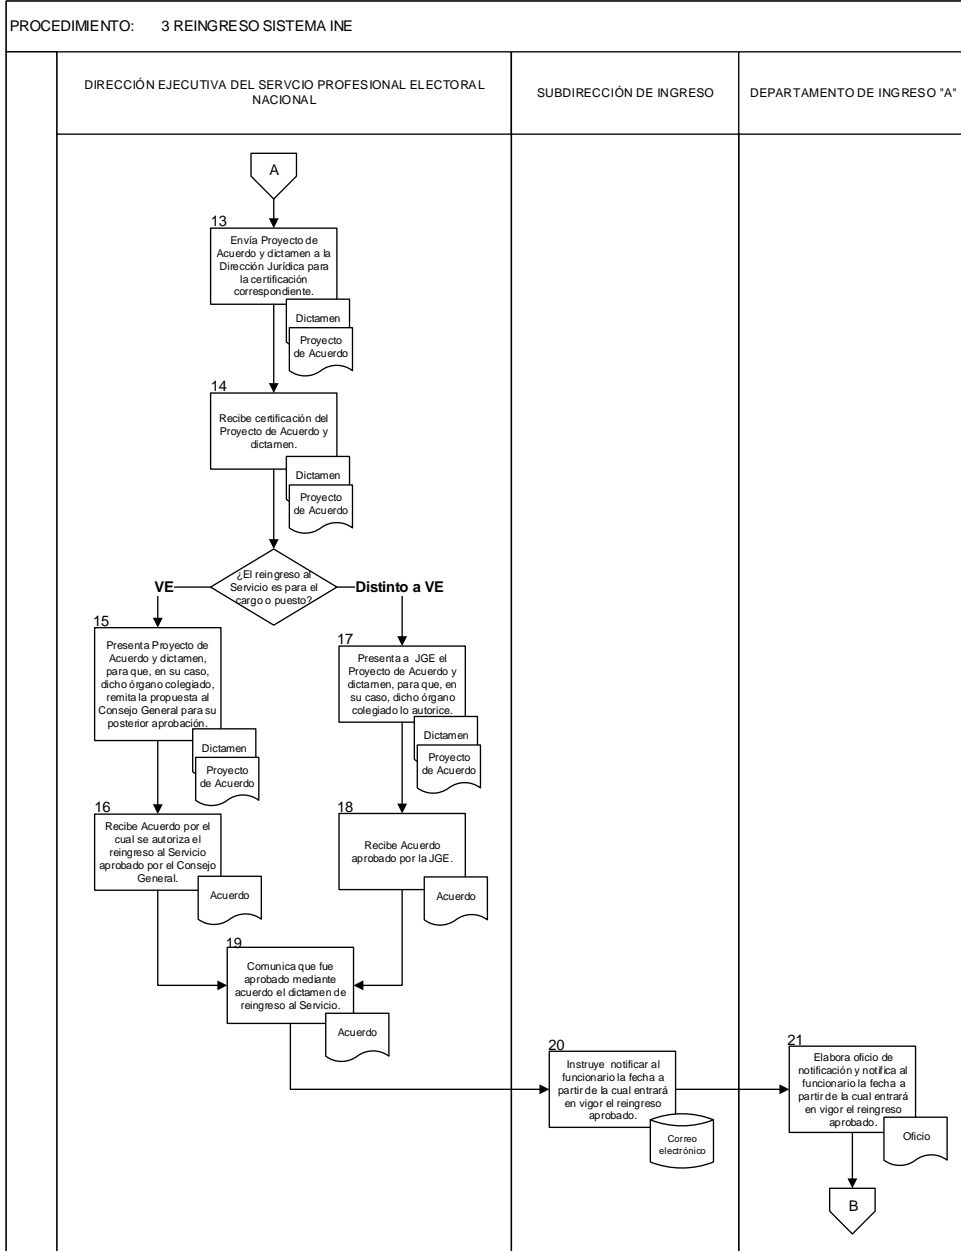 PROCEDIMIENTO: 3 REINGRESO SISTEMA INE
DIRECCIÓN EJECUTIVA DEL SERVCIO PROFESIONAL ELECTORAL
NACIONAL
SUBDIRECCIÓN DE INGRESO
DEPARTAMENTO DE INGRESO "A"
A
13
Envía Proyecto de
Acuerdo y dictamen a la
Dirección Jurídica para
la certificación
correspondiente.
Dictamen
Proyecto
de Acuerdo
14
Recibe certificación del
Proyecto de Acuerdo y
dictamen.
Dictamen
Proyecto
de Acuerdo
¿El reingreso al
Servicio es para el
cargo o puesto?
VE
Distinto a VE
15
Presenta Proyecto de
Acuerdo y dictamen,
para que, en su caso,
dicho órgano colegiado,
remita la propuesta al
Consejo General para su
posterior aprobación.
Dictamen
Proyecto
de Acuerdo
17
Presenta a JGE el
Proyecto de Acuerdo y
dictamen, para que, en
su caso, dicho órgano
colegiado lo autorice.
Dictamen
Proyecto
de Acuerdo
16
Recibe Acuerdo por el
cual se autoriza el
reingreso al Servicio
aprobado por el Consejo
General.
Acuerdo
18
Recibe Acuerdo
aprobado por la JGE.
Acuerdo
19
Comunica que fue
aprobado mediante
acuerdo el dictamen de
reingreso al Servicio.
Acuerdo
20
Instruye notificar al
funcionario la fecha a
partir de la cual entrará
en vigor el reingreso
aprobado.
Correo
electrónico
21
Elabora oficio de
notificación y notifica al
funcionario la fecha a
partir de la cual entrará
en vigor el reingreso
aprobado.
Oficio
B